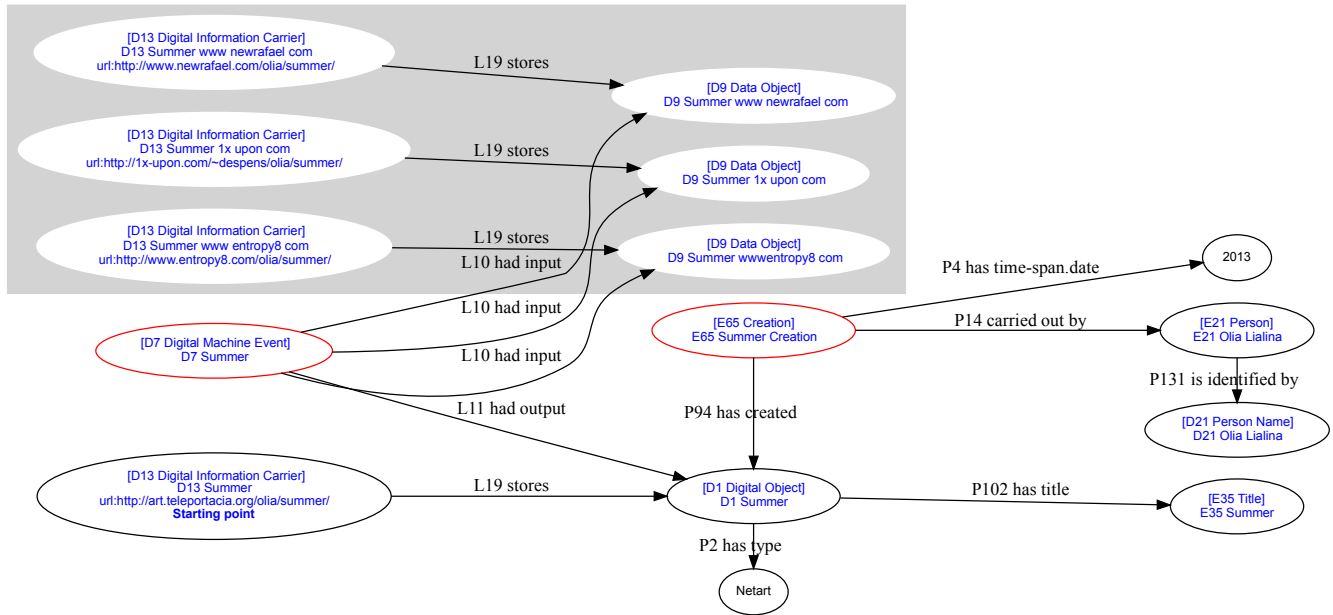 [D13 Digital Information Carrier]
D13 Summer www newrafael com
url:http://www.newrafael.com/olia/summer/
L19 stores
[D9 Data Object]
D9 Summer www newrafael com
[D13 Digital Information Carrier]
D13 Summer 1x upon com
url:http://1x-upon.com/~despens/olia/summer/
L19 stores
[D9 Data Object]
D9 Summer 1x upon com
[D13 Digital Information Carrier]
D13 Summer www entropy8 com
url:http://www.entropy8.com/olia/summer/
L19 stores
[D9 Data Object]
D9 Summer wwwentropy8 com
L10 had input
L10 had input
L10 had input
[D7 Digital Machine Event]
D7 Summer
L11 had output
[E65 Creation]
E65 Summer Creation
P4 has time-span.date
2013
P14 carried out by
[E21 Person]
E21 Olia Lialina
P131 is identified by
[D21 Person Name]
D21 Olia Lialina
P94 has created
[D13 Digital Information Carrier]
D13 Summer
url:http://art.teleportacia.org/olia/summer/
Starting point
L19 stores
[D1 Digital Object]
D1 Summer
P102 has title
[E35 Title]
E35 Summer
P2 has type
Netart